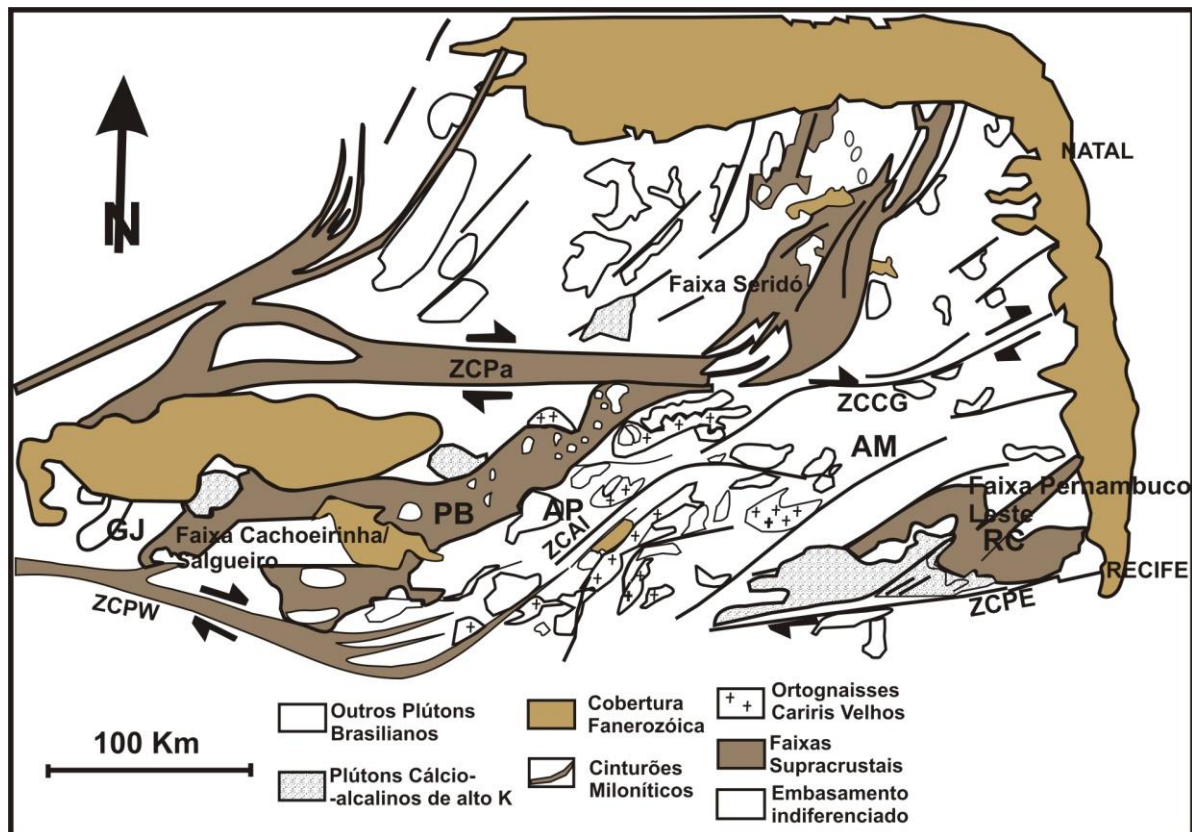 N
NATAL
Faixa Seridó
ZCPa
ZCCG
AM
GJ
Faixa Cachoeirinha/
Salgueiro
PB
AP
ZCAI
Faixa Pernambuco
Leste
RC
RECIFE
ZCPW
ZCPE
100 Km
Outros Plútons
Brasilianos
Plútons Cálcio-
-alcalinos de alto K
Cobertura
Fanerozóica
Cinturões
Miloníticos
Ortognaisses
Cariris Velhos
Faixas
Supracrustais
Embasamento
indiferenciado